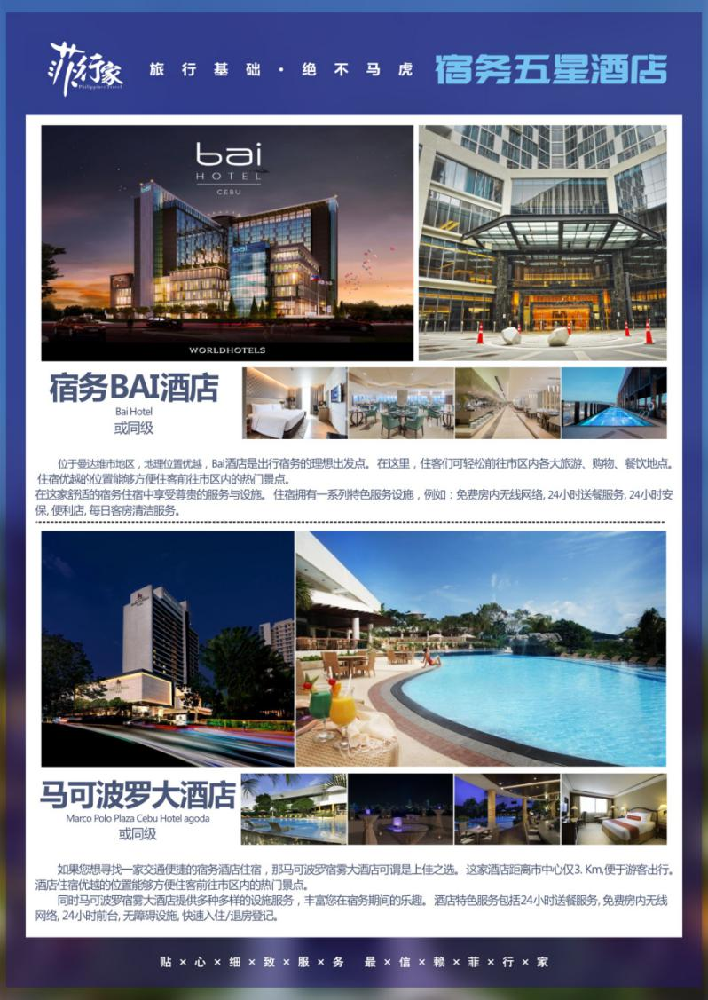 菲行家
Philippines Travel
旅行基础·绝不马虎
宿务五星酒店
bai
HOTEL
CEBU
bai
bai
WORLDHOTELS
宿务BAI酒店
Bai Hotel
或同级
位于曼达维市地区，地理位置优越，Bai酒店是出行宿务的理想出发点。 在这里，住客们可轻松前往市区内各大旅游、购物、餐饮地点。
住宿优越的位置能够方便住客前往市区内的热门景点。
在这家舒适的宿务住宿中享受尊贵的服务与设施。 住宿拥有一系列特色服务设施，例如：免费房内无线网络, 24小时送餐服务, 24小时安
保, 便利店, 每日客房清洁服务。
马可波罗大酒店
Marco Polo Plaza Cebu Hotel agoda
或同级
如果您想寻找一家交通便捷的宿务酒店住宿，那马可波罗宿雾大酒店可谓是上佳之选。 这家酒店距离市中心仅3. Km,便于游客出行。
酒店住宿优越的位置能够方便住客前往市区内的热门景点。
同时马可波罗宿雾大酒店提供多种多样的设施服务，丰富您在宿务期间的乐趣。 酒店特色服务包括24小时送餐服务, 免费房内无线
网络, 24小时前台, 无障碍设施, 快速入住/退房登记。
贴×心×细×致×服×务 最×信×赖×菲×行×家